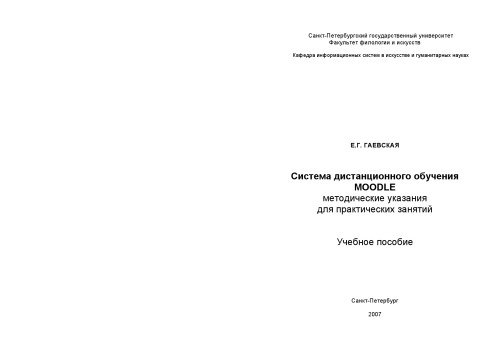 Санкт-Петербургский государственный университет
Факультет филологии и искусств
Кафедра информационных систем в искусстве и гуманитарных науках
Е.Г. ГАЕВСКАЯ
Система дистанционного обучения
MOODLE
методические указания
для практических занятий
Учебное пособие
Санкт-Петербург
2007